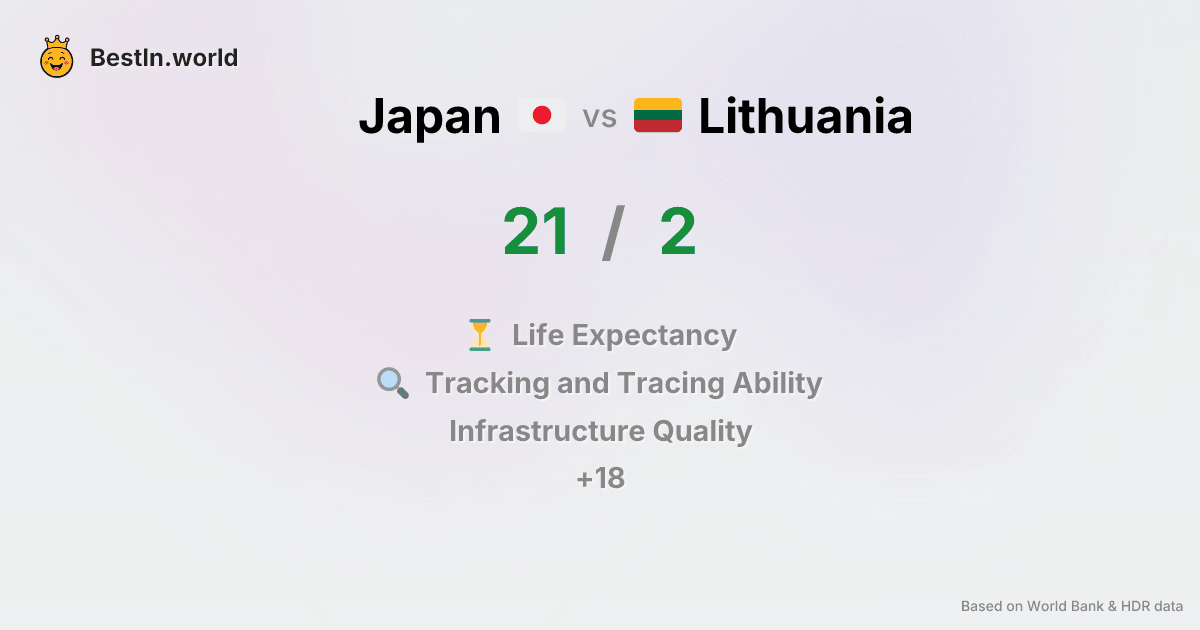 BestIn.world
Japan vs Lithuania
21 / 2
Life Expectancy
Tracking and Tracing Ability
Infrastructure Quality
+18
Based on World Bank & HDR data